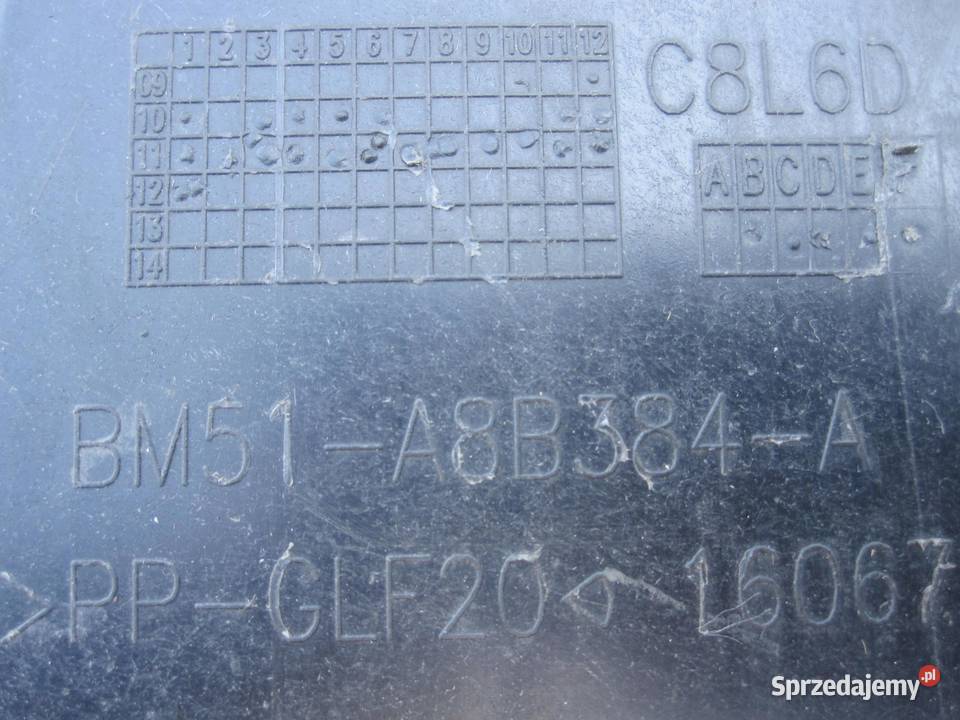 1 2 3 4 5 6 7 8 9 10 11 12
09
10
11
12
13
14
C8L6D
A B C D E F
BM51-A8B384-A
>PP-GLF20< 16067
Sprzedajemy.pl